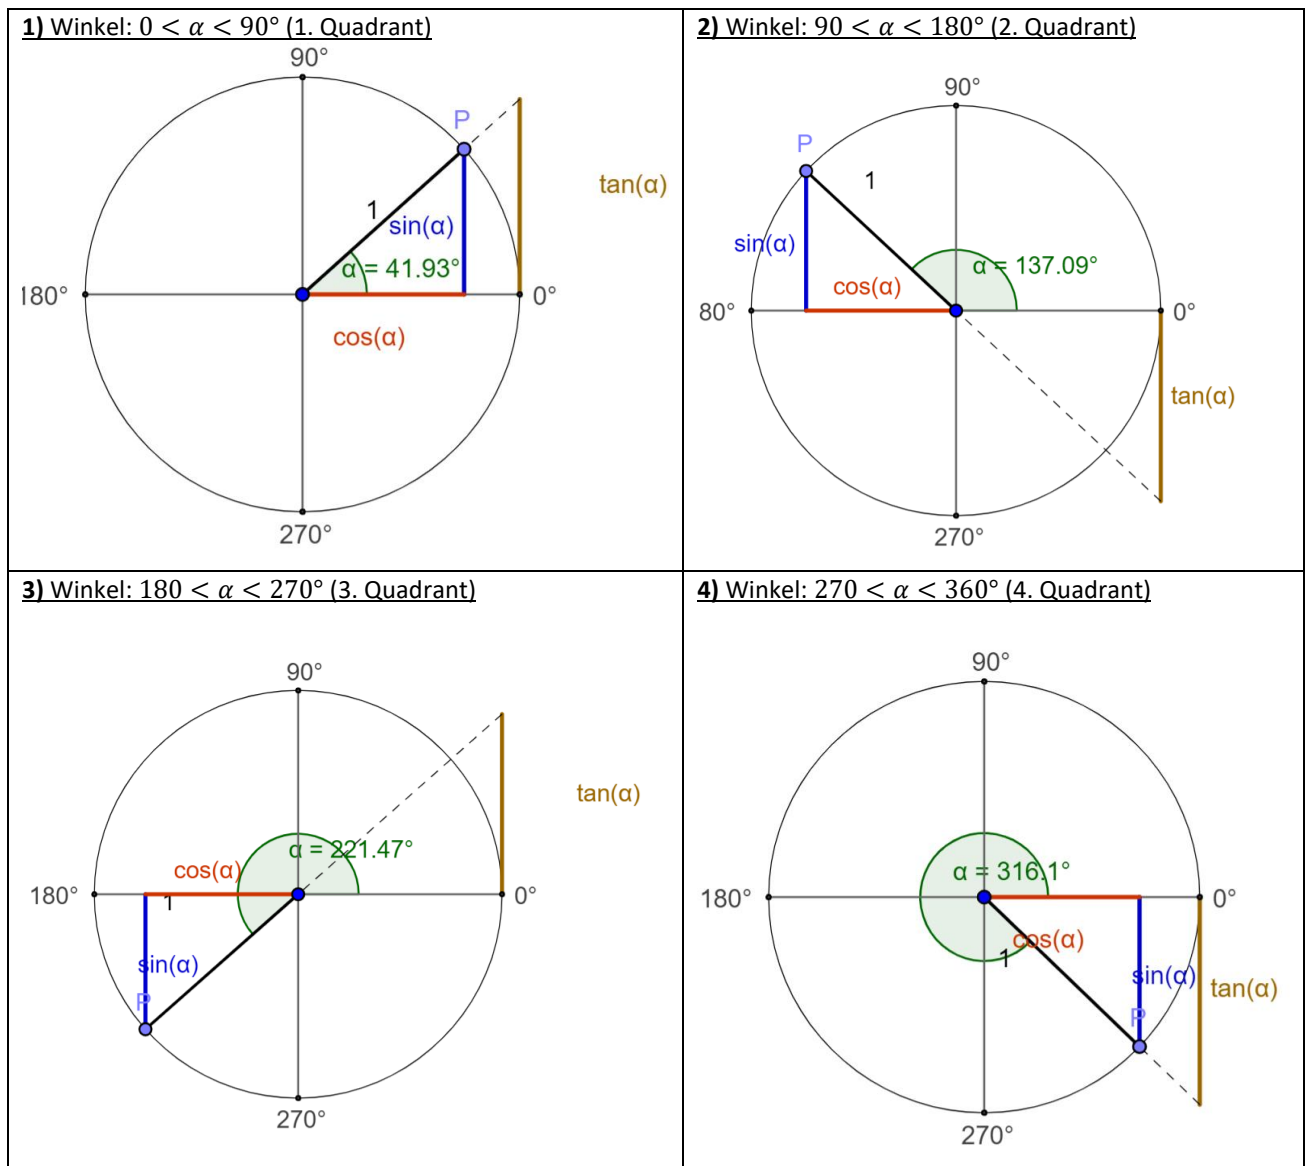 1) Winkel: 0 < α < 90° (1. Quadrant)
90°
P
tan(α)
1
sin(α)
α = 41.93°
180°
0°
cos(α)
270°
2) Winkel: 90 < α < 180° (2. Quadrant)
90°
P
1
sin(α)
α = 137.09°
cos(α)
80°
0°
tan(α)
270°
3) Winkel: 180 < α < 270° (3. Quadrant)
90°
tan(α)
α = 221.47°
cos(α)
180°
1
0°
sin(α)
P
270°
4) Winkel: 270 < α < 360° (4. Quadrant)
90°
α = 316.1°
180°
0°
cos(α)
1
sin(α)
tan(α)
P
270°